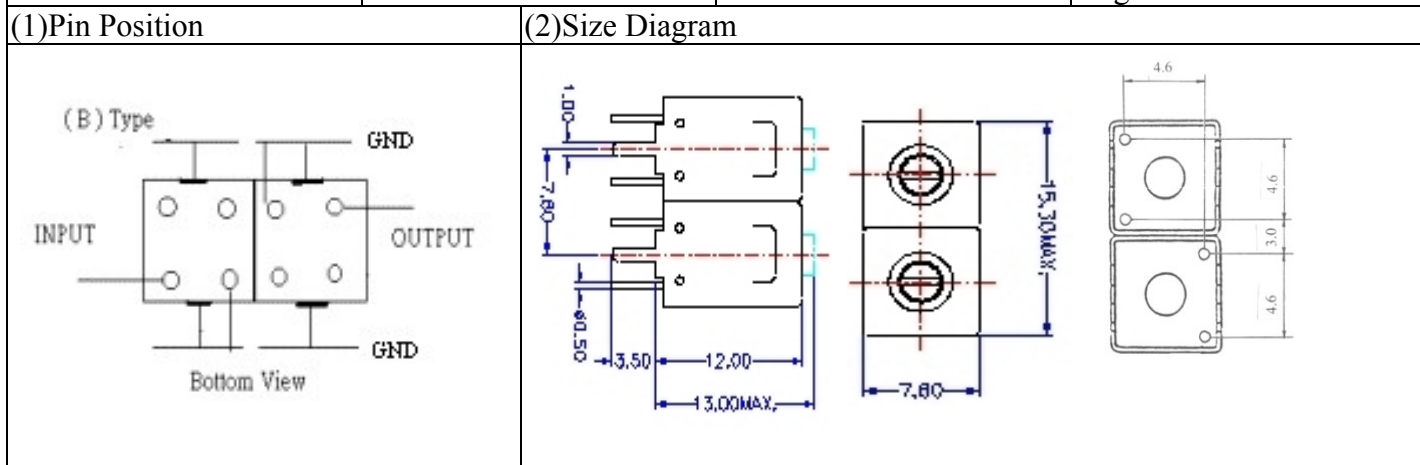 (1)Pin Position
(2)Size Diagram
(B) Type
GND
INPUT
OUTPUT
GND
Bottom View
1.00
7.80
ø0.50
3.50
12.00
13.00MAX.
15.30MAX.
7.80
4.6
4.6
3.0
4.6